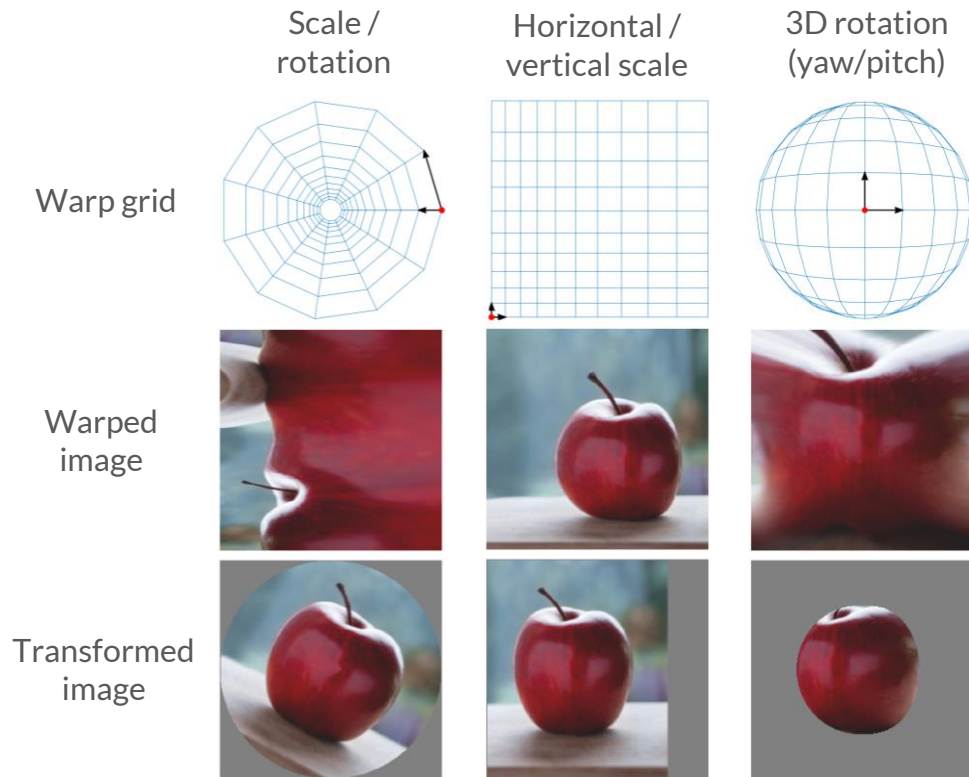 Scale /
rotation
Horizontal /
vertical scale
3D rotation
(yaw/pitch)
Warp grid
Warped
image
Transformed
image